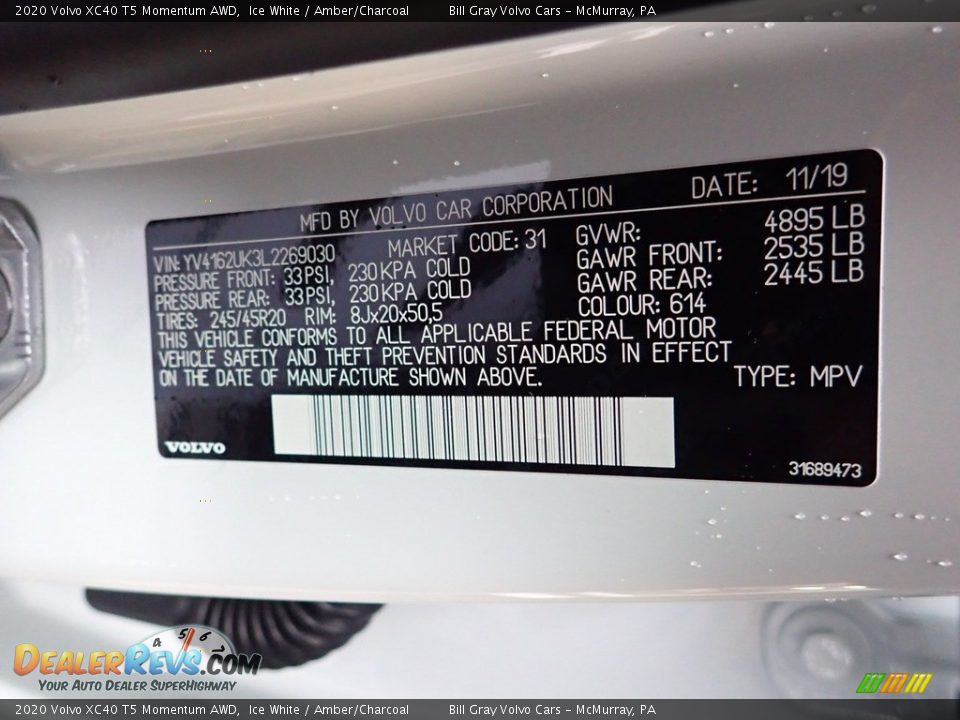 2020 Volvo XC40 T5 Momentum AWD,  Ice White / Amber/Charcoal          Bill Gray Volvo Cars - McMurray, PA
DATE: 11/19
MFD BY VOLVO CAR CORPORATION
VIN: YV4162UK3L2269030 MARKET CODE: 31 GVWR: 4895 LB
PRESSURE FRONT: 33 PSI, 230 KPA COLD GAWR FRONT: 2535 LB
PRESSURE REAR: 33 PSI, 230 KPA COLD GAWR REAR: 2445 LB
TIRES: 245/45R20 RIM: 8Jx20x50,5 COLOUR: 614
THIS VEHICLE CONFORMS TO ALL APPLICABLE FEDERAL MOTOR
VEHICLE SAFETY AND THEFT PREVENTION STANDARDS IN EFFECT
ON THE DATE OF MANUFACTURE SHOWN ABOVE. TYPE: MPV
VOLVO
31689473
4 5 6
DEALERREVS.COM
YOUR AUTO DEALER SUPERHIGHWAY
2020 Volvo XC40 T5 Momentum AWD,  Ice White / Amber/Charcoal          Bill Gray Volvo Cars - McMurray, PA